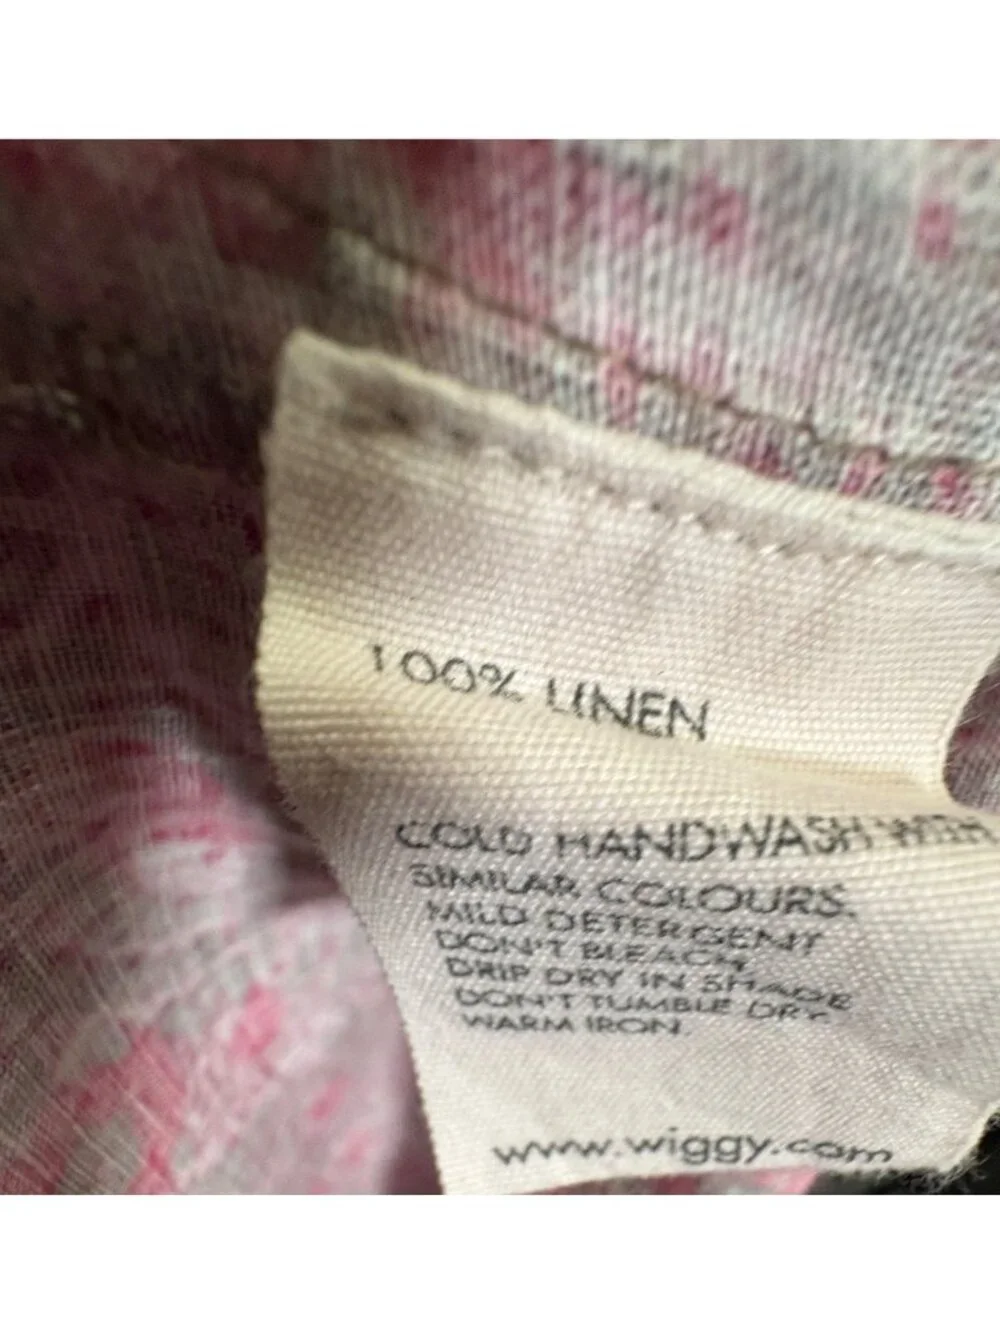 100% LINEN
COLD HANDWASH WITH
SIMILAR COLOURS.
MILD DETERGENT
DON'T BLEACH
DRIP DRY IN SHADE
DON'T TUMBLE DRY.
WARM IRON.
www.wiggy.com